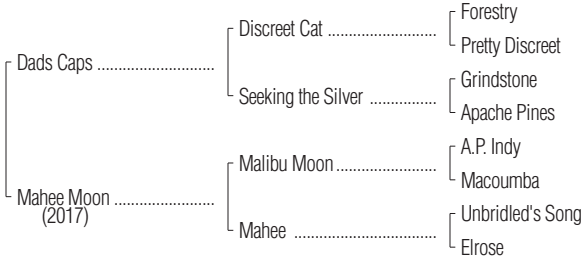 Forestry
Discreet Cat ..........................
Pretty Discreet
Dads Caps ............................
Grindstone
Seeking the Silver ................
Apache Pines
A.P. Indy
Malibu Moon........................
Macoumba
Mahee Moon ........................
(2017)
Unbridled's Song
Mahee ..................................
Elrose